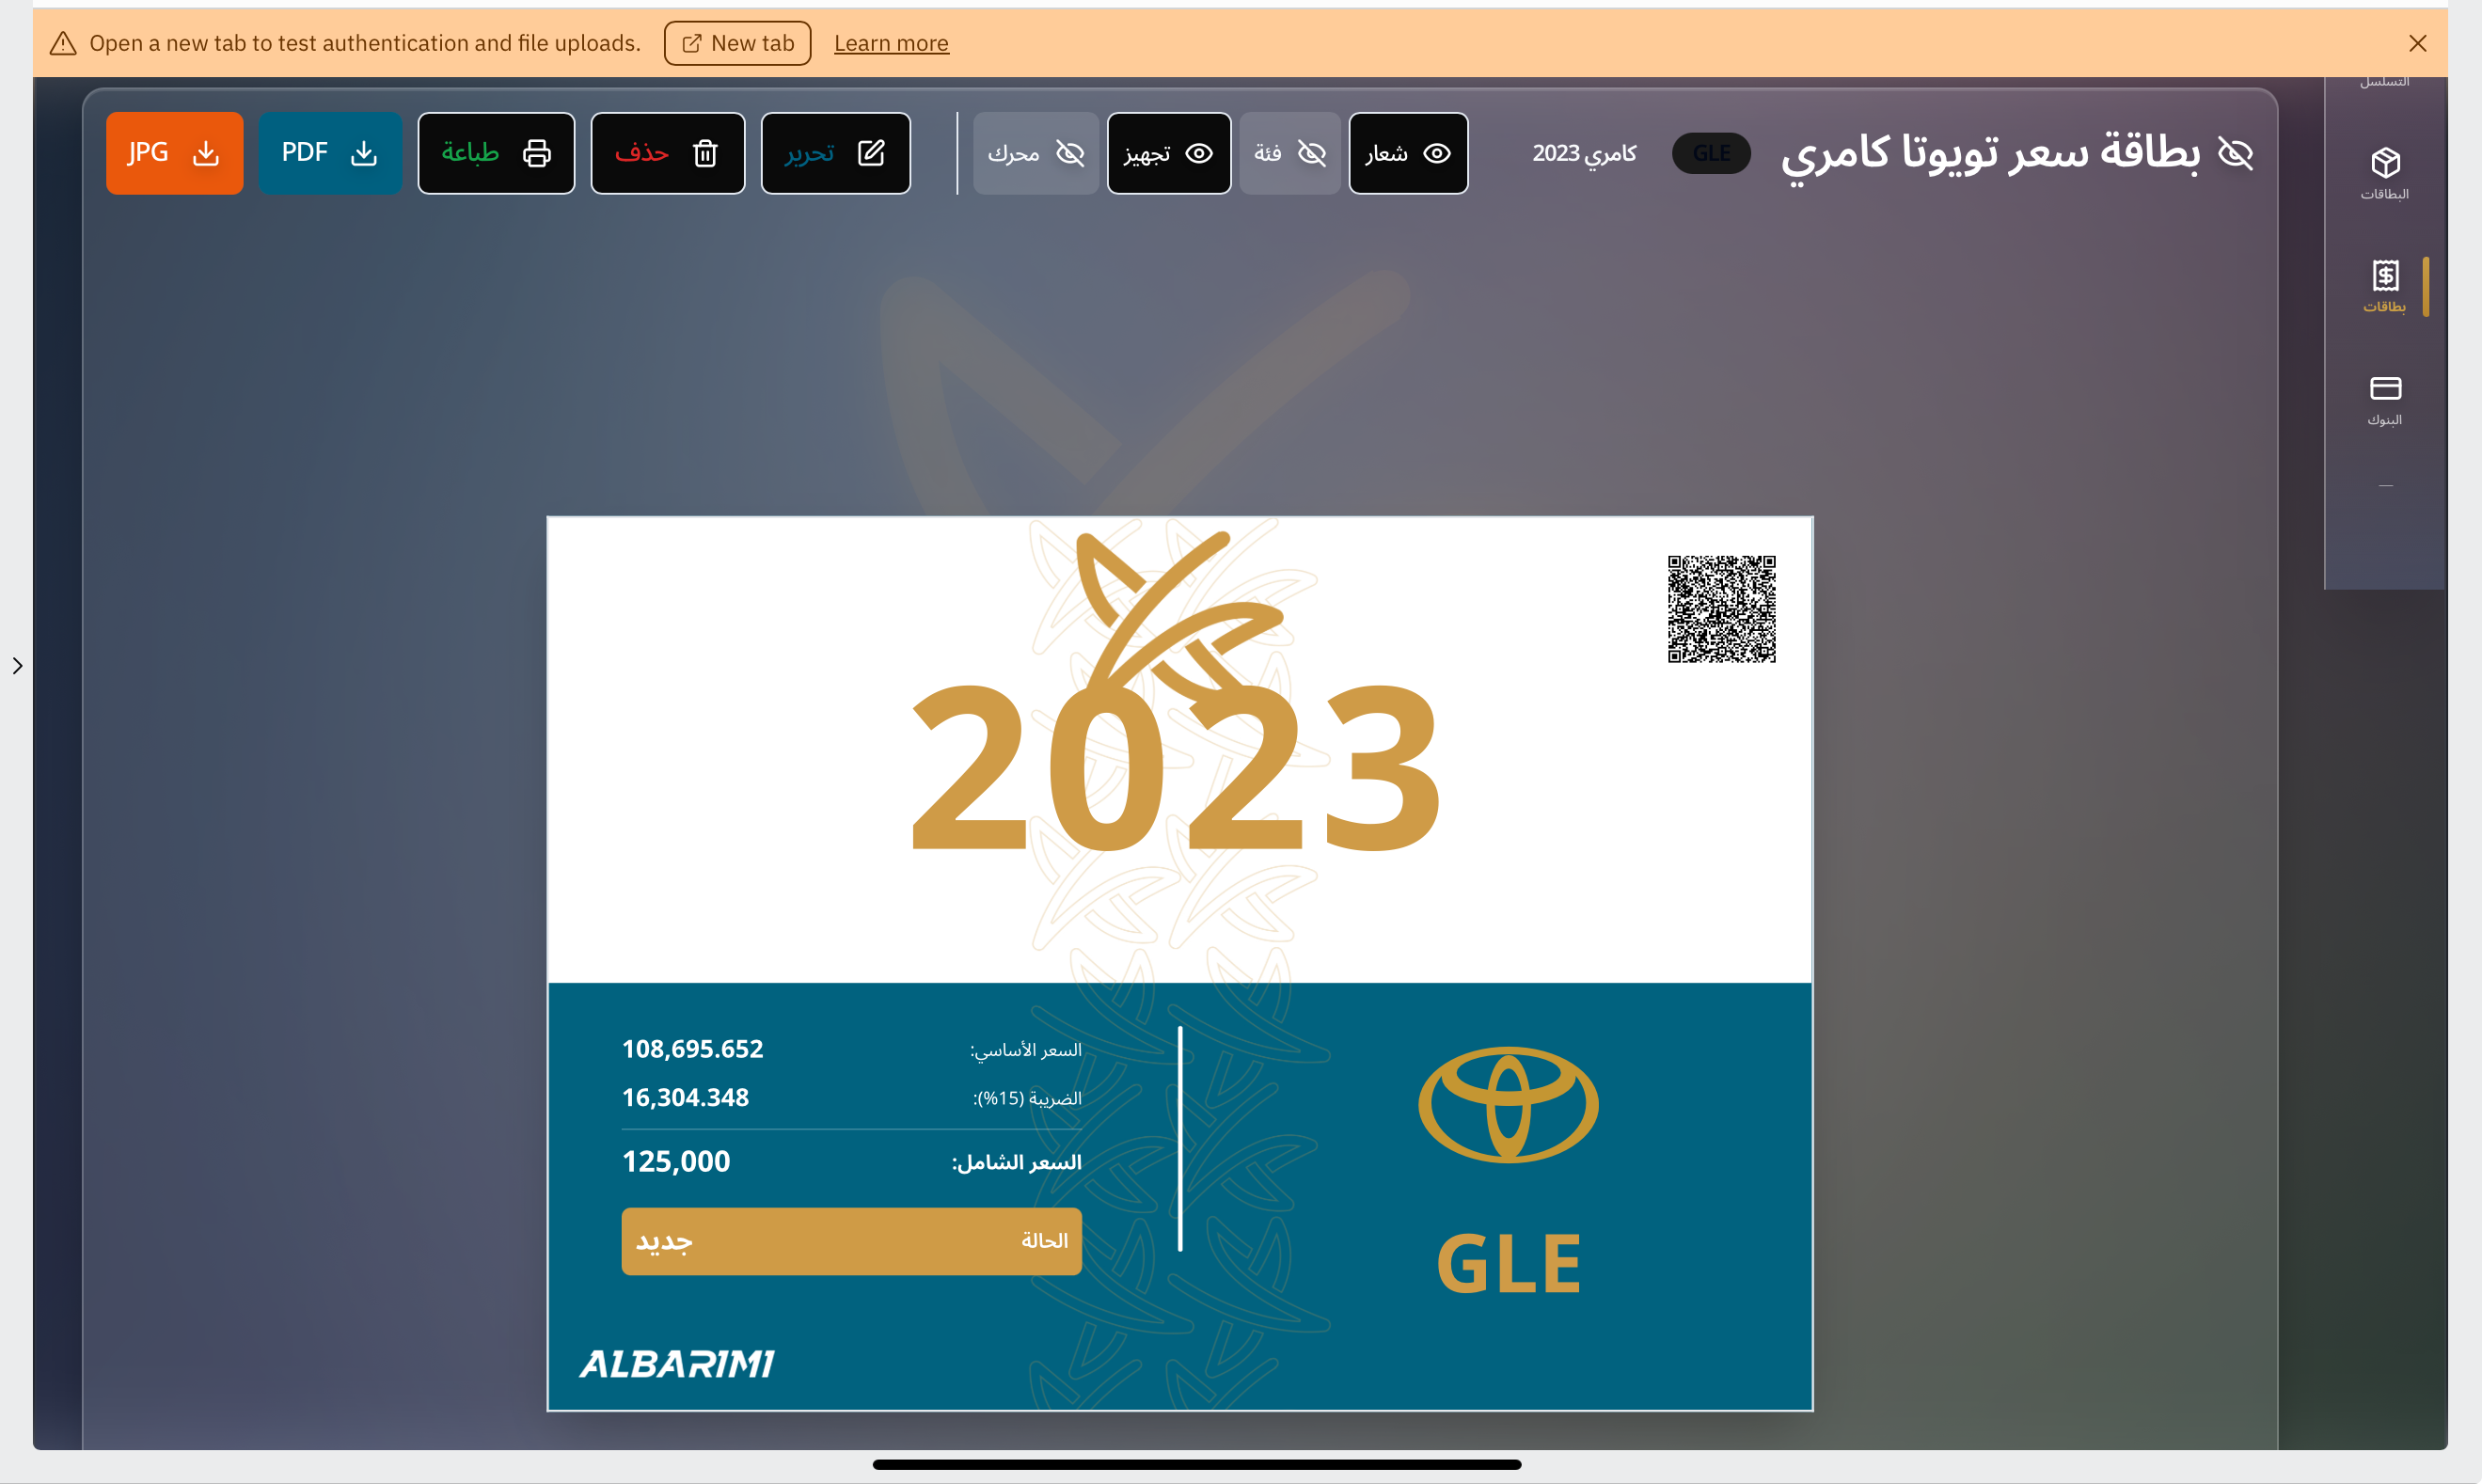 Open a new tab to test authentication and file uploads. New tab Learn more
التسلسل
بطاقة سعر تويوتا كامري GLE كامري 2023 شعار فئة تجهيز محرك تحرير حذف طباعة PDF JPG
البطاقات
بطاقات
البنوك
2023
السعر الأساسي: 108,695.652
الضريبة (15%): 16,304.348
السعر الشامل: 125,000
الحالة جديد
GLE
ALBARIMI